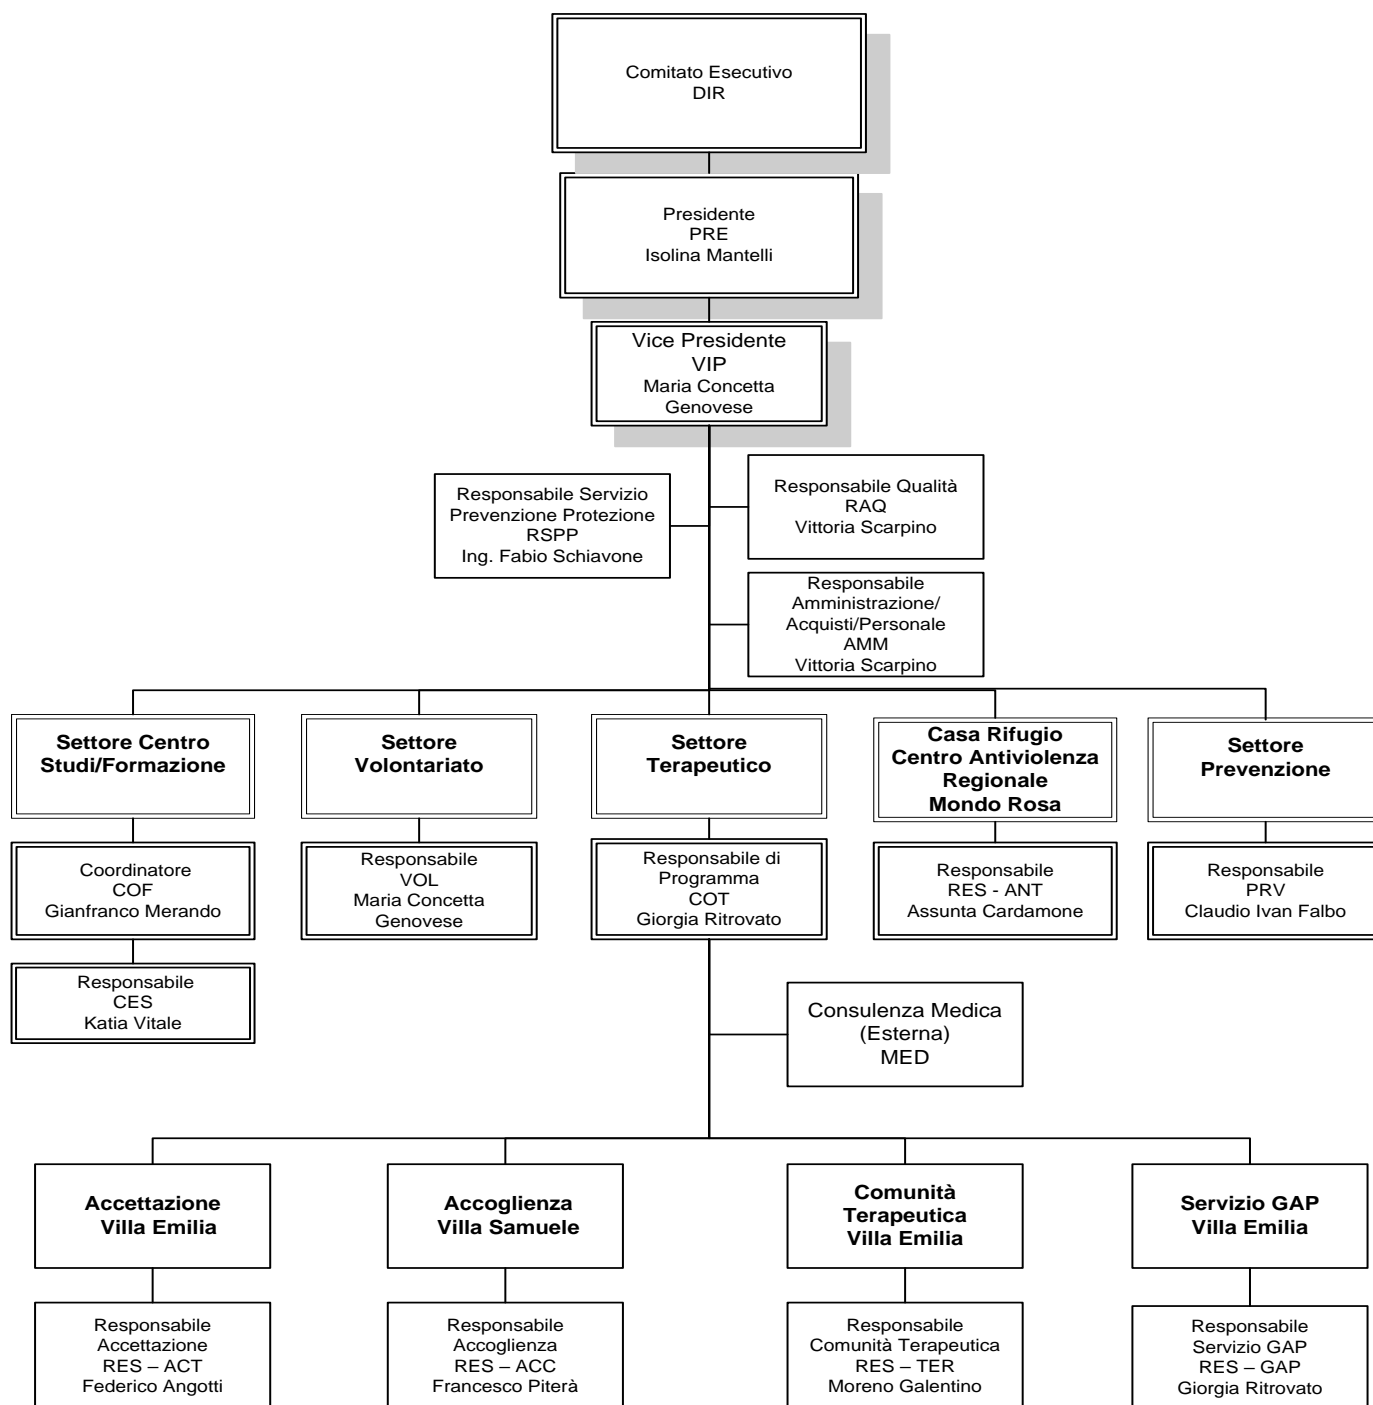 Comitato Esecutivo
DIR
Presidente
PRE
Isolina Mantelli
Vice Presidente
VIP
Maria Concetta
Genovese
Responsabile Servizio
Prevenzione Protezione
RSPP
Ing. Fabio Schiavone
Responsabile Qualità
RAQ
Vittoria Scarpino
Responsabile
Amministrazione/
Acquisti/Personale
AMM
Vittoria Scarpino
Settore Centro
Studi/Formazione
Settore
Volontariato
Settore
Terapeutico
Casa Rifugio
Centro Antiviolenza
Regionale
Mondo Rosa
Settore
Prevenzione
Coordinatore
COF
Gianfranco Merando
Responsabile
VOL
Maria Concetta
Genovese
Responsabile di
Programma
COT
Giorgia Ritrovato
Responsabile
RES - ANT
Assunta Cardamone
Responsabile
PRV
Claudio Ivan Falbo
Responsabile
CES
Katia Vitale
Consulenza Medica
(Esterna)
MED
Accettazione
Villa Emilia
Accoglienza
Villa Samuele
Comunità
Terapeutica
Villa Emilia
Servizio GAP
Villa Emilia
Responsabile
Accettazione
RES – ACT
Federico Angotti
Responsabile
Accoglienza
RES – ACC
Francesco Piterà
Responsabile
Comunità Terapeutica
RES – TER
Moreno Galentino
Responsabile
Servizio GAP
RES – GAP
Giorgia Ritrovato